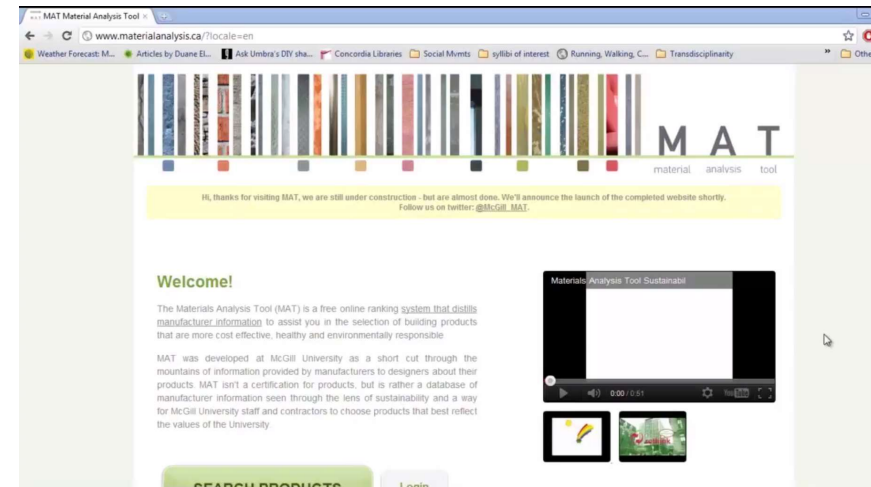 MAT Material Analysis Tool
www.materialanalysis.ca/?locale=en
Weather Forecast: M... Articles by Duane El... Ask Umbra's DIY sha... Concordia Libraries Social Mvmts syllibi of interest Running, Walking, C... Transdisciplinarity » Othe
M A T
material analysis tool
Hi, thanks for visiting MAT, we are still under construction - but are almost done. We'll announce the launch of the completed website shortly.
Follow us on twitter: @McGill_MAT.
Welcome!
The Materials Analysis Tool (MAT) is a free online ranking system that distills
manufacturer information to assist you in the selection of building products
that are more cost effective, healthy and environmentally responsible
MAT was developed at McGill University as a short cut through the
mountains of information provided by manufacturers to designers about their
products. MAT isn't a certification for products, but is rather a database of
manufacturer information seen through the lens of sustainability and a way
for McGill University staff and contractors to choose products that best reflect
the values of the University
Materials Analysis Tool Sustainabil
0:00 / 0:51 YouTube
SEARCH PRODUCTS Login